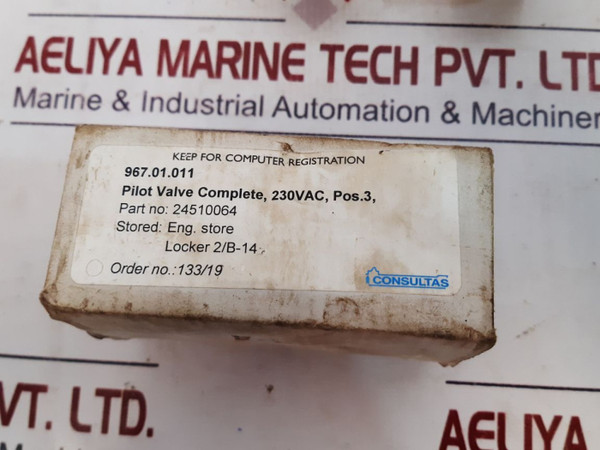 AELIYA MARINE TECH PVT. LTD
Marine & Industrial Automation & Machiner
KEEP FOR COMPUTER REGISTRATION
967.01.011
Pilot Valve Complete, 230VAC, Pos.3,
Part no: 24510064
Stored: Eng. store
Locker 2/B-14
Order no.:133/19
CONSULTAS
VT. LTD.
AELIYA